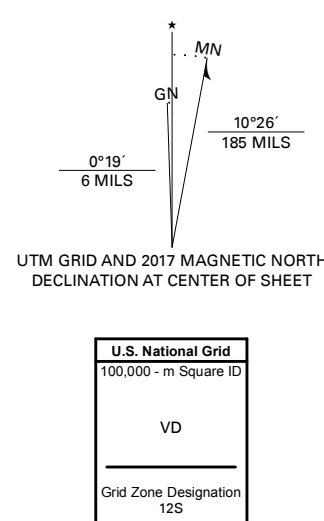 ★
MN
GN
10°26´
185 MILS
0°19´
6 MILS
UTM GRID AND 2017 MAGNETIC NORTH
DECLINATION AT CENTER OF SHEET
U.S. National Grid
100,000 - m Square ID
VD
Grid Zone Designation
12S